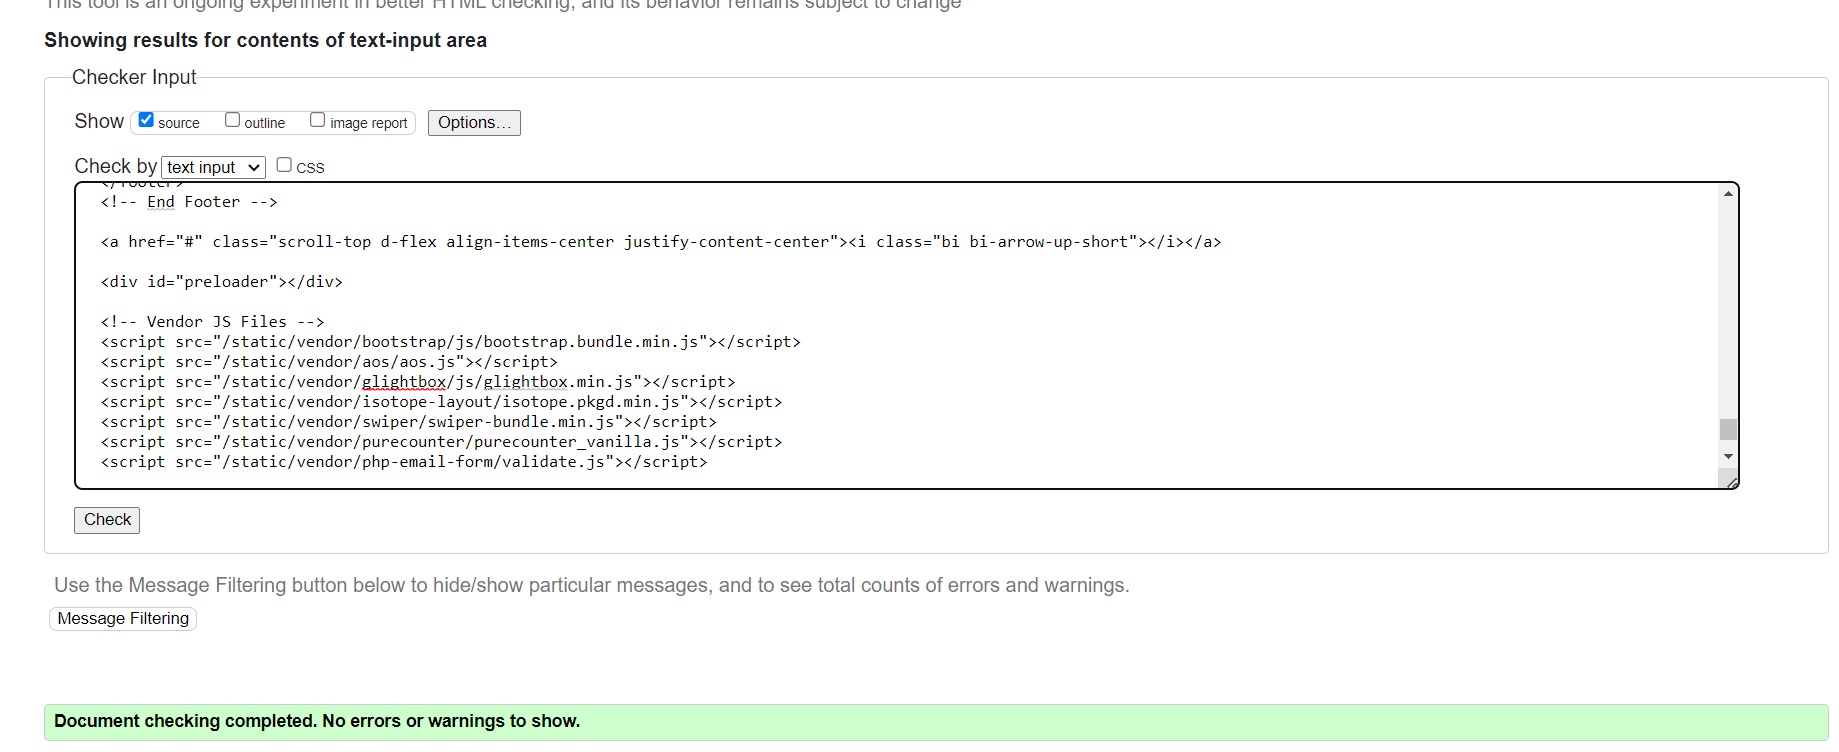 This tool is an ongoing experiment in better HTML checking, and its behavior remains subject to change
Showing results for contents of text-input area
Checker Input
Show source outline image report Options...
Check by text input CSS
</footer>
<!-- End Footer -->
<a href="#" class="scroll-top d-flex align-items-center justify-content-center"><i class="bi bi-arrow-up-short"></i></a>
<div id="preloader"></div>
<!-- Vendor JS Files -->
<script src="/static/vendor/bootstrap/js/bootstrap.bundle.min.js"></script>
<script src="/static/vendor/aos/aos.js"></script>
<script src="/static/vendor/glightbox/js/glightbox.min.js"></script>
<script src="/static/vendor/isotope-layout/isotope.pkgd.min.js"></script>
<script src="/static/vendor/swiper/swiper-bundle.min.js"></script>
<script src="/static/vendor/purecounter/purecounter_vanilla.js"></script>
<script src="/static/vendor/php-email-form/validate.js"></script>
Check
Use the Message Filtering button below to hide/show particular messages, and to see total counts of errors and warnings.
Message Filtering
Document checking completed. No errors or warnings to show.